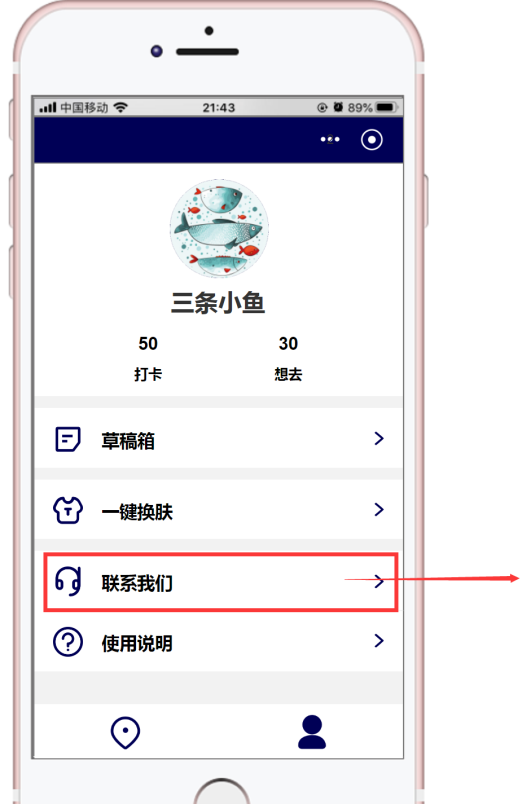 中国移动 21:43 89%
三条小鱼
50 30
打卡 想去
草稿箱
一键换肤
联系我们
使用说明